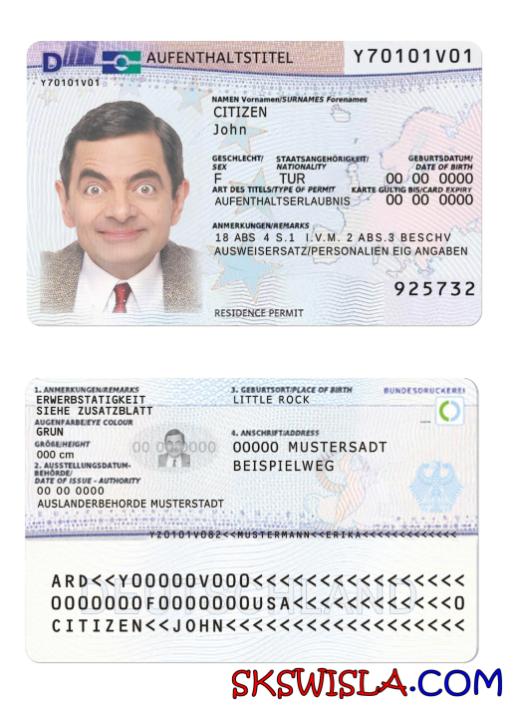 D AUFENTHALTSTITEL Y70101V01
Y70101V01
NAMEN Vornamen/SURNAMES Forenames
CITIZEN
John
GESCHLECHT/ STAATSANGEHÖRIGKEIT/ GEBURTSDATUM/
SEX NATIONALITY DATE OF BIRTH
F TUR 00 00 0000
ART DES TITELS/TYPE OF PERMIT KARTE GÜLTIG BIS/CARD EXPIRY
AUFENTHALTSERLAUBNIS 00 00 0000
ANMERKUNGEN/REMARKS
18 ABS 4 S.1 I.V.M. 2 ABS.3 BESCHV
AUSWEISERSATZ/PERSONALIEN EIG ANGABEN
925732
RESIDENCE PERMIT
1. ANMERKUNGEN/REMARKS 3. GEBURTSORT/PLACE OF BIRTH BUNDESDRUCKEREI
ERWERBSTATIGKEIT LITTLE ROCK
SIEHE ZUSATZBLATT
AUGENFARBE/EYE COLOUR
GRUN 4. ANSCHRIFT/ADDRESS
GRÖßE/HEIGHT 00 00 0000 00000 MUSTERSADT
000 cm BEISPIELWEG
2. AUSSTELLUNGSDATUM-
BEHÖRDE/
DATE OF ISSUE - AUTHORITY
00 00 0000
AUSLANDERBEHORDE MUSTERSTADT
YZ0101V082<<MUSTERMANN<<ERIKA<<<<<<<<<<<<<
DEUTSCHLAND
ARD<<Y00000V000<<<<<<<<<<<<<<<<
0000000F0000000USA<<<<<<<<<<<0
CITIZEN<<JOHN<<<<<<<<<<<<<<<<<<
SKSWISLA.COM